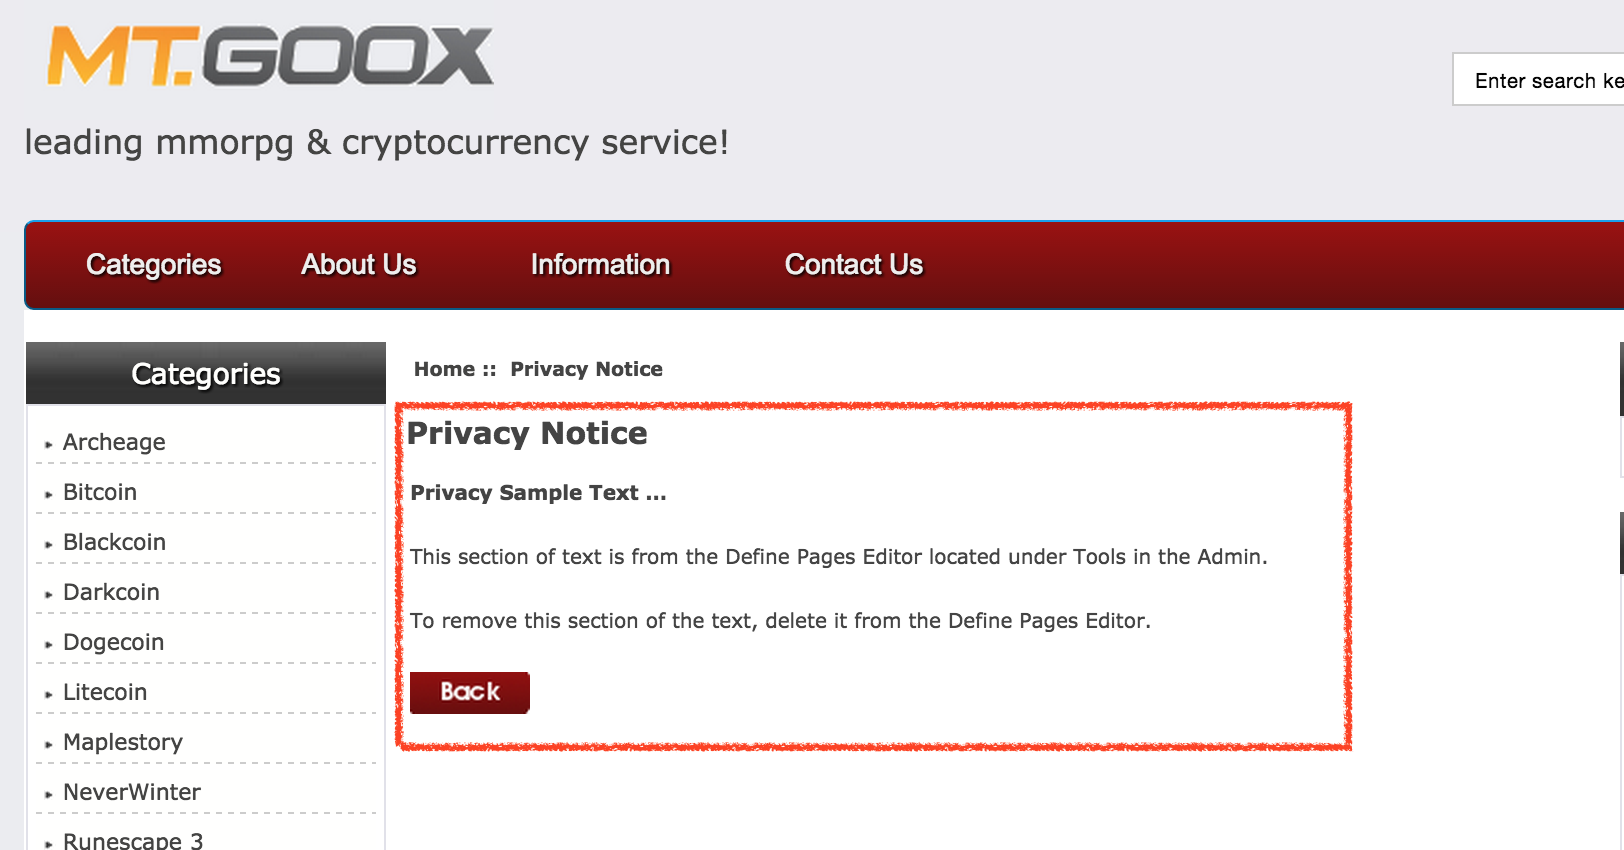 MT.GOOX
Enter search ke
leading mmorpg & cryptocurrency service!
Categories About Us Information Contact Us
Categories
Home :: Privacy Notice
Privacy Notice
Privacy Sample Text ...
This section of text is from the Define Pages Editor located under Tools in the Admin.
To remove this section of the text, delete it from the Define Pages Editor.
Back
Archeage
Bitcoin
Blackcoin
Darkcoin
Dogecoin
Litecoin
Maplestory
NeverWinter
Runescape 3